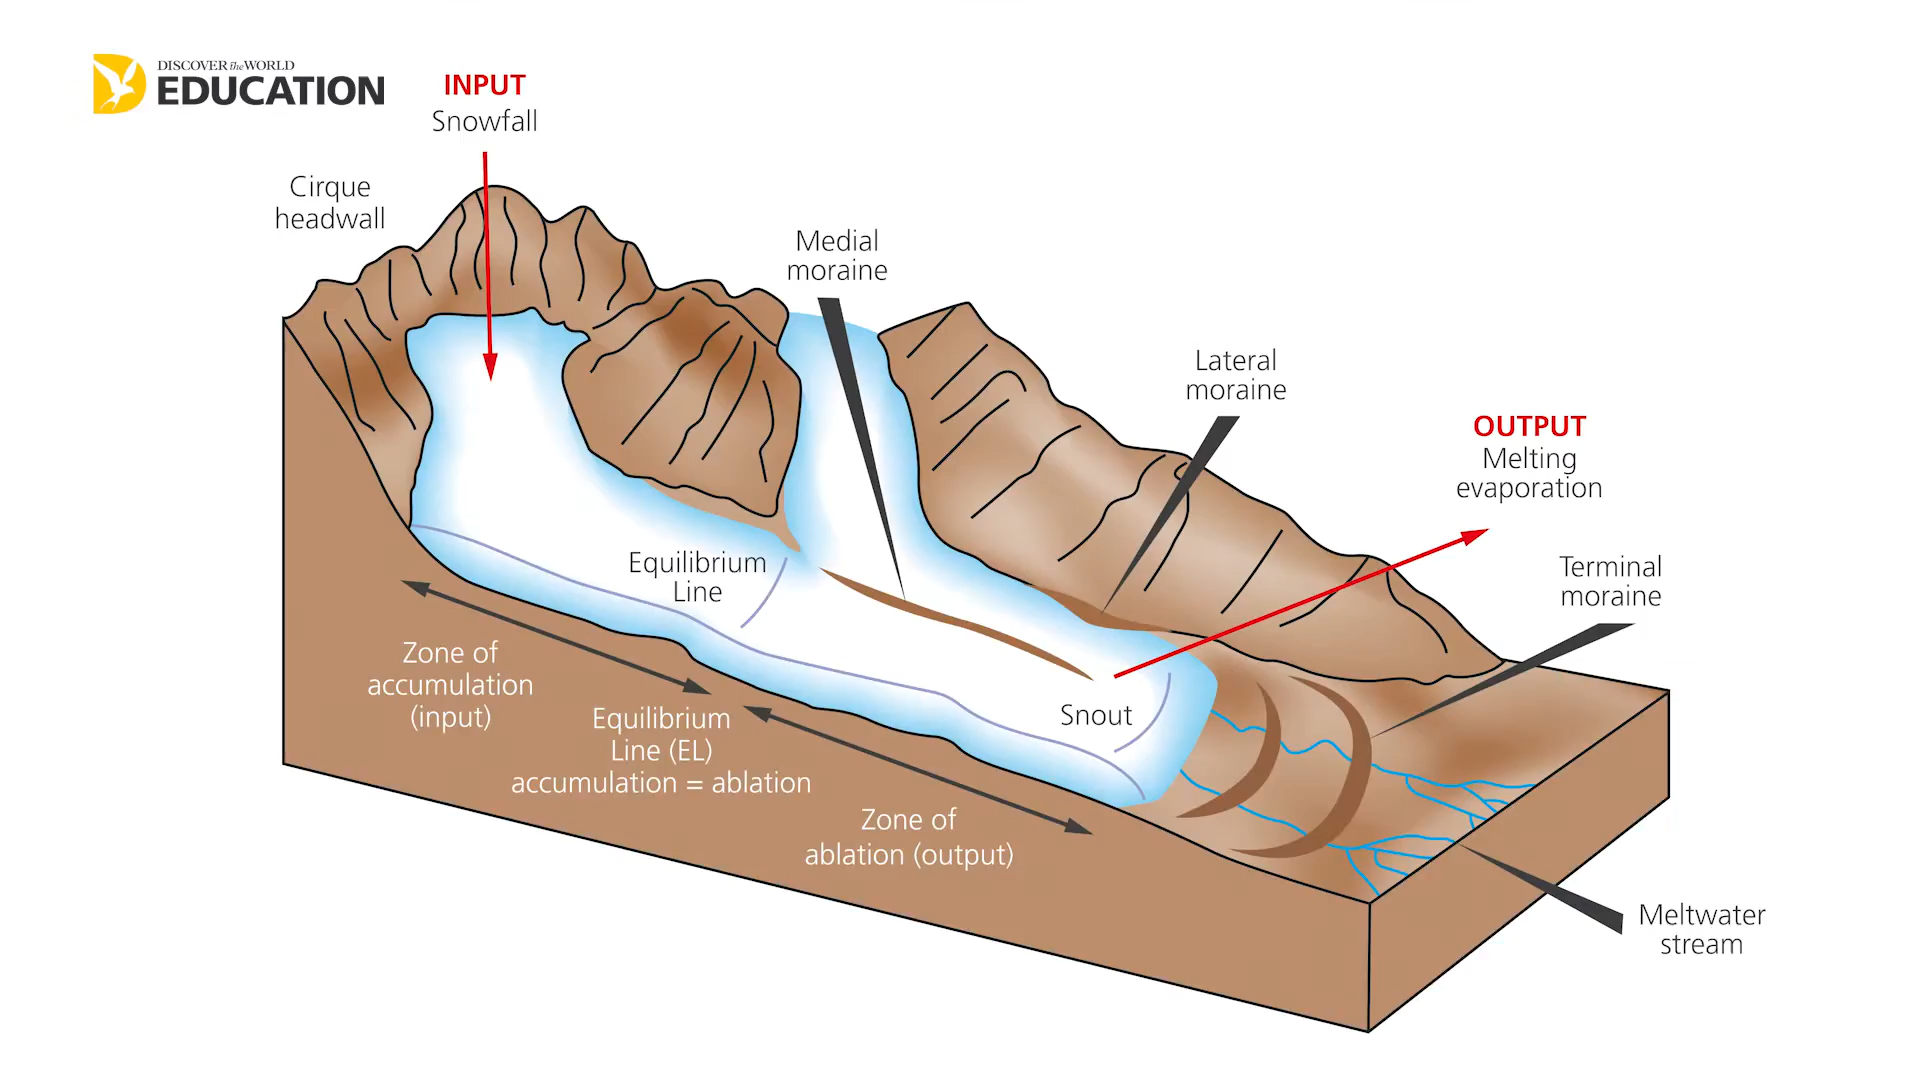 DISCOVER the WORLD
EDUCATION
INPUT
Snowfall
Cirque
headwall
Medial
moraine
Lateral
moraine
OUTPUT
Melting
evaporation
Terminal
moraine
Equilibrium
Line
Zone of
accumulation
(input)
Equilibrium
Line (EL)
accumulation = ablation
Snout
Zone of
ablation (output)
Meltwater
stream